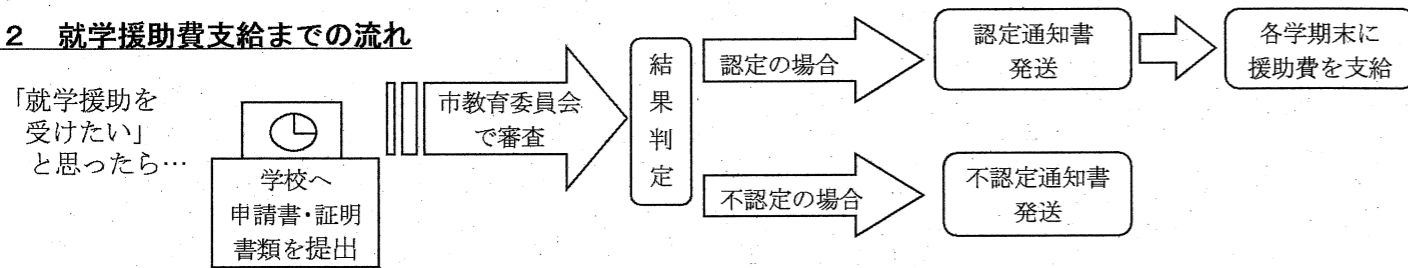 2 就学援助費支給までの流れ
「就学援助を
受けたい」
と思ったら…
学校へ
申請書・証明
書類を提出
市教育委員会
で審査
結果判定
認定の場合
認定通知書
発送
各学期末に
援助費を支給
不認定の場合
不認定通知書
発送